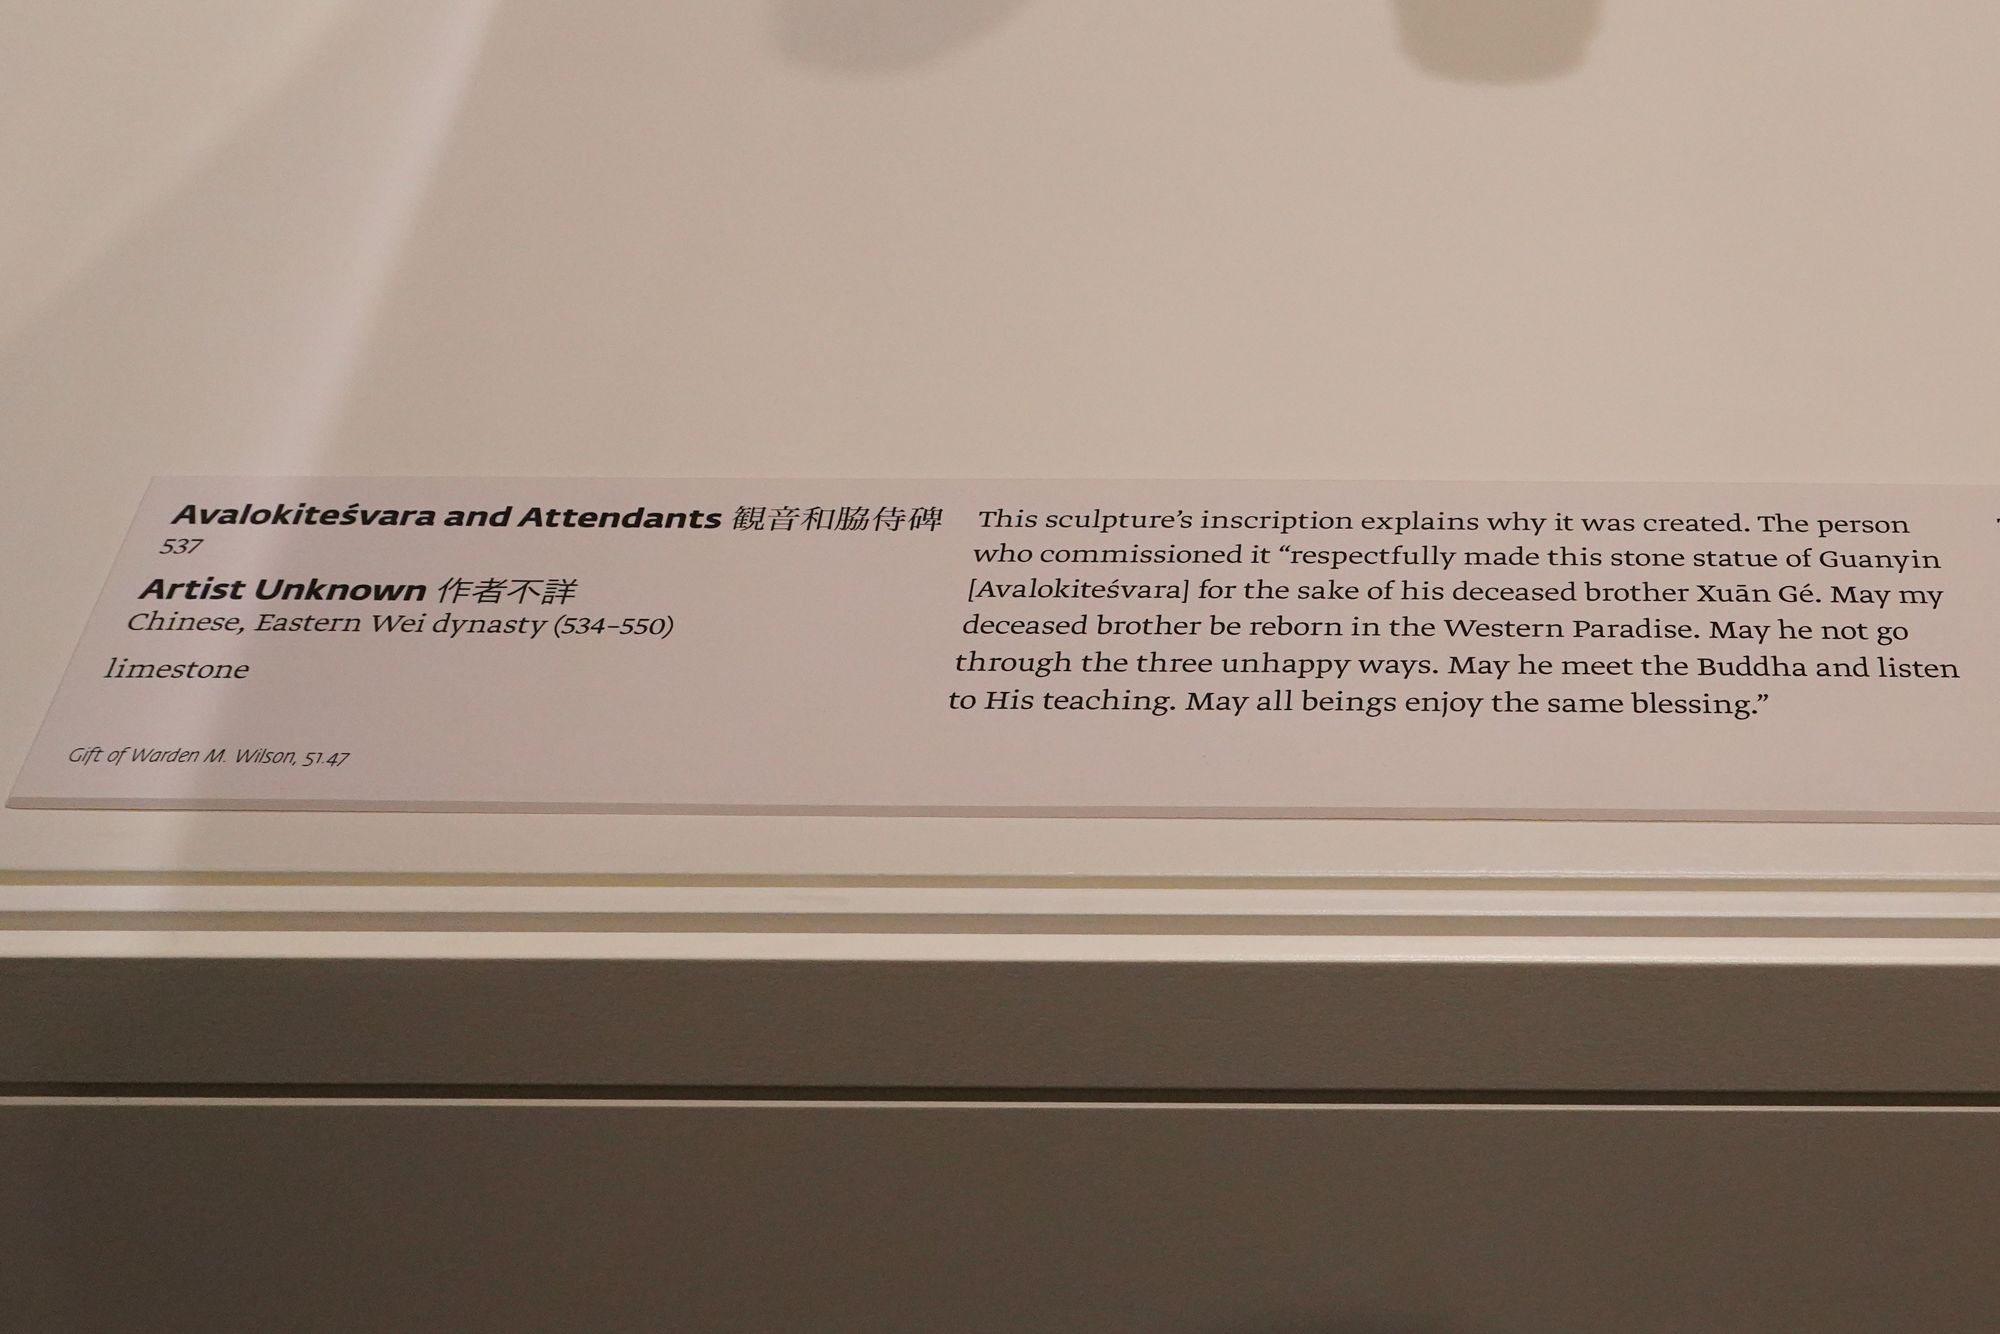 Avalokiteśvara and Attendants 観音和脇侍碑
537
Artist Unknown 作者不詳
Chinese, Eastern Wei dynasty (534–550)
limestone
Gift of Warden M. Wilson, 51.47
This sculpture’s inscription explains why it was created. The person
who commissioned it “respectfully made this stone statue of Guanyin
[Avalokiteśvara] for the sake of his deceased brother Xuān Gé. May my
deceased brother be reborn in the Western Paradise. May he not go
through the three unhappy ways. May he meet the Buddha and listen
to His teaching. May all beings enjoy the same blessing.”